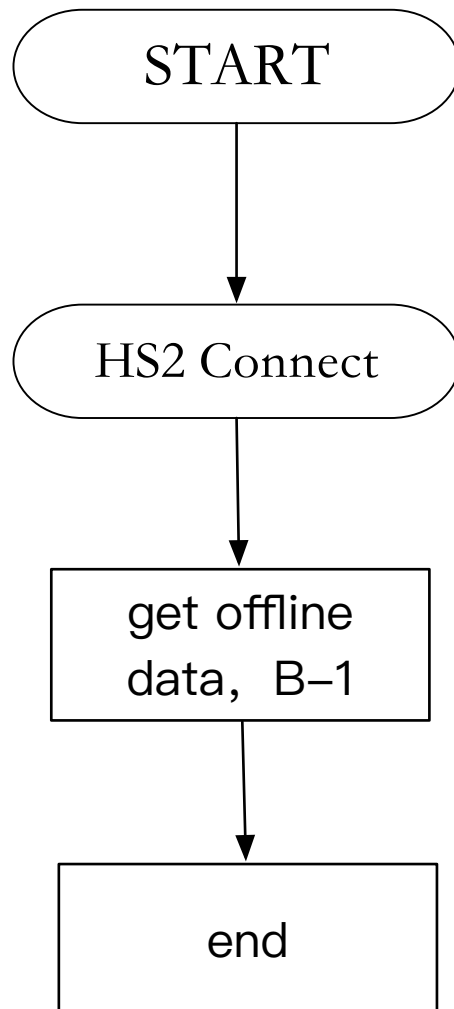 START
HS2 Connect
get offline
data, B–1
end